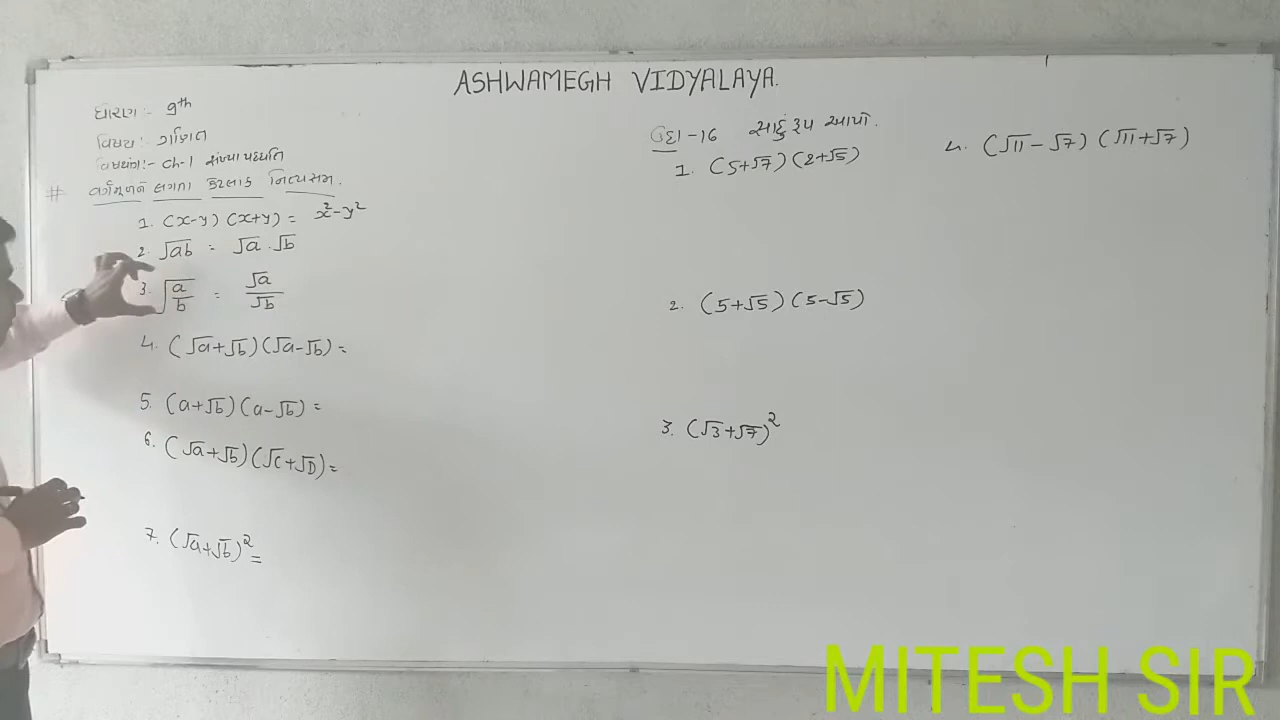 ASHWAMEGH VIDYALAYA.
ધોરણ :- 9th
વિષય : ગણિત
વિષયાંગ :- Ch-1 સંખ્યા પદ્ધતિ
# વર્ગમૂળને લગતા કેટલાક નિત્યસમ.
1. (x-y) (x+y) = x²-y²
2. √ab = √a · √b
3. √(a/b) = √a/√b
4. (√a+√b)(√a-√b) =
5. (a+√b)(a-√b) =
6. (√a+√b)(√c+√D) =
7. (√a+√b)² =
ઉદા-16 સાદું રૂપ આપો.
1. (5+√7)(2+√5)
2. (5+√5)(5-√5)
3. (√3+√7)²
૪. (√11-√7) (√11+√7)
MITESH SIR